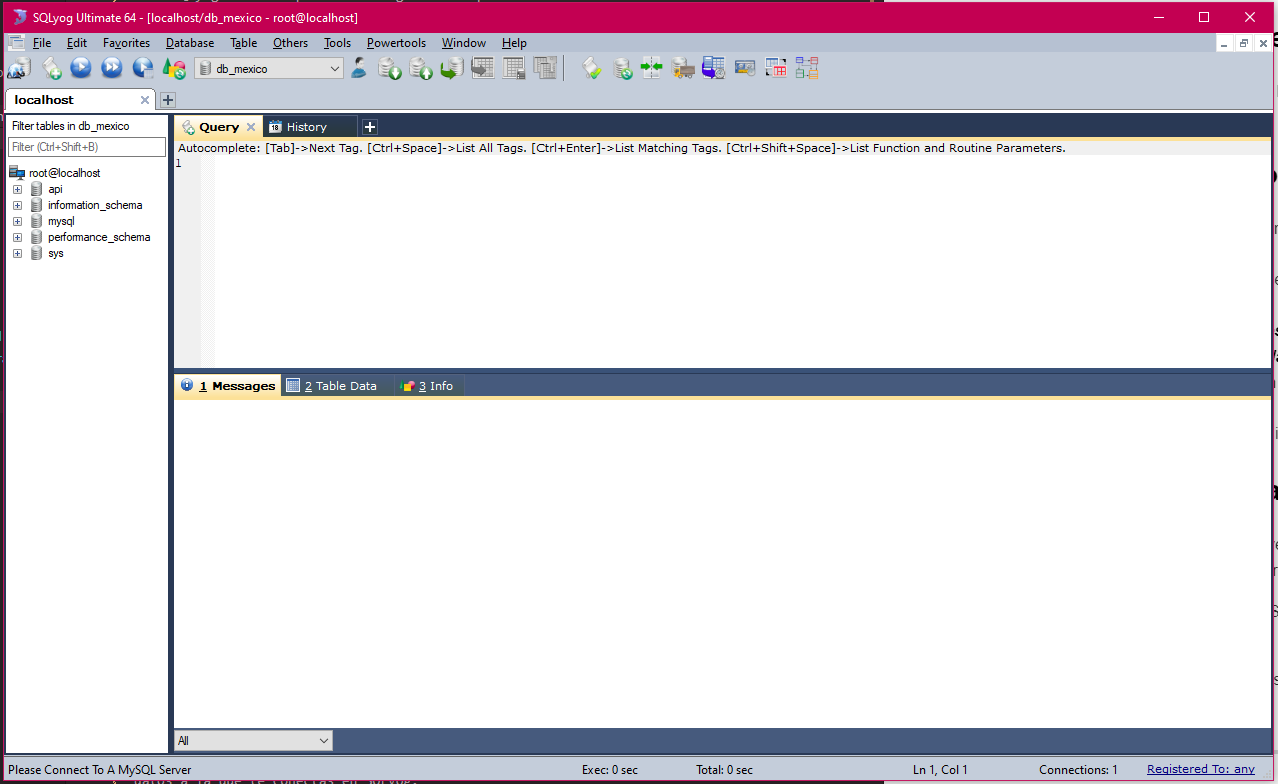 SQLyog Ultimate 64 - [localhost/db_mexico - root@localhost]
File Edit Favorites Database Table Others Tools Powertools Window Help
db_mexico
localhost
Filter tables in db_mexico
Filter (Ctrl+Shift+B)
root@localhost
api
information_schema
mysql
performance_schema
sys
Query History
Autocomplete: [Tab]->Next Tag. [Ctrl+Space]->List All Tags. [Ctrl+Enter]->List Matching Tags. [Ctrl+Shift+Space]->List Function and Routine Parameters.
1
1 Messages 2 Table Data 3 Info
All
Please Connect To A MySQL Server Exec: 0 sec Total: 0 sec Ln 1, Col 1 Connections: 1 Registered To: any